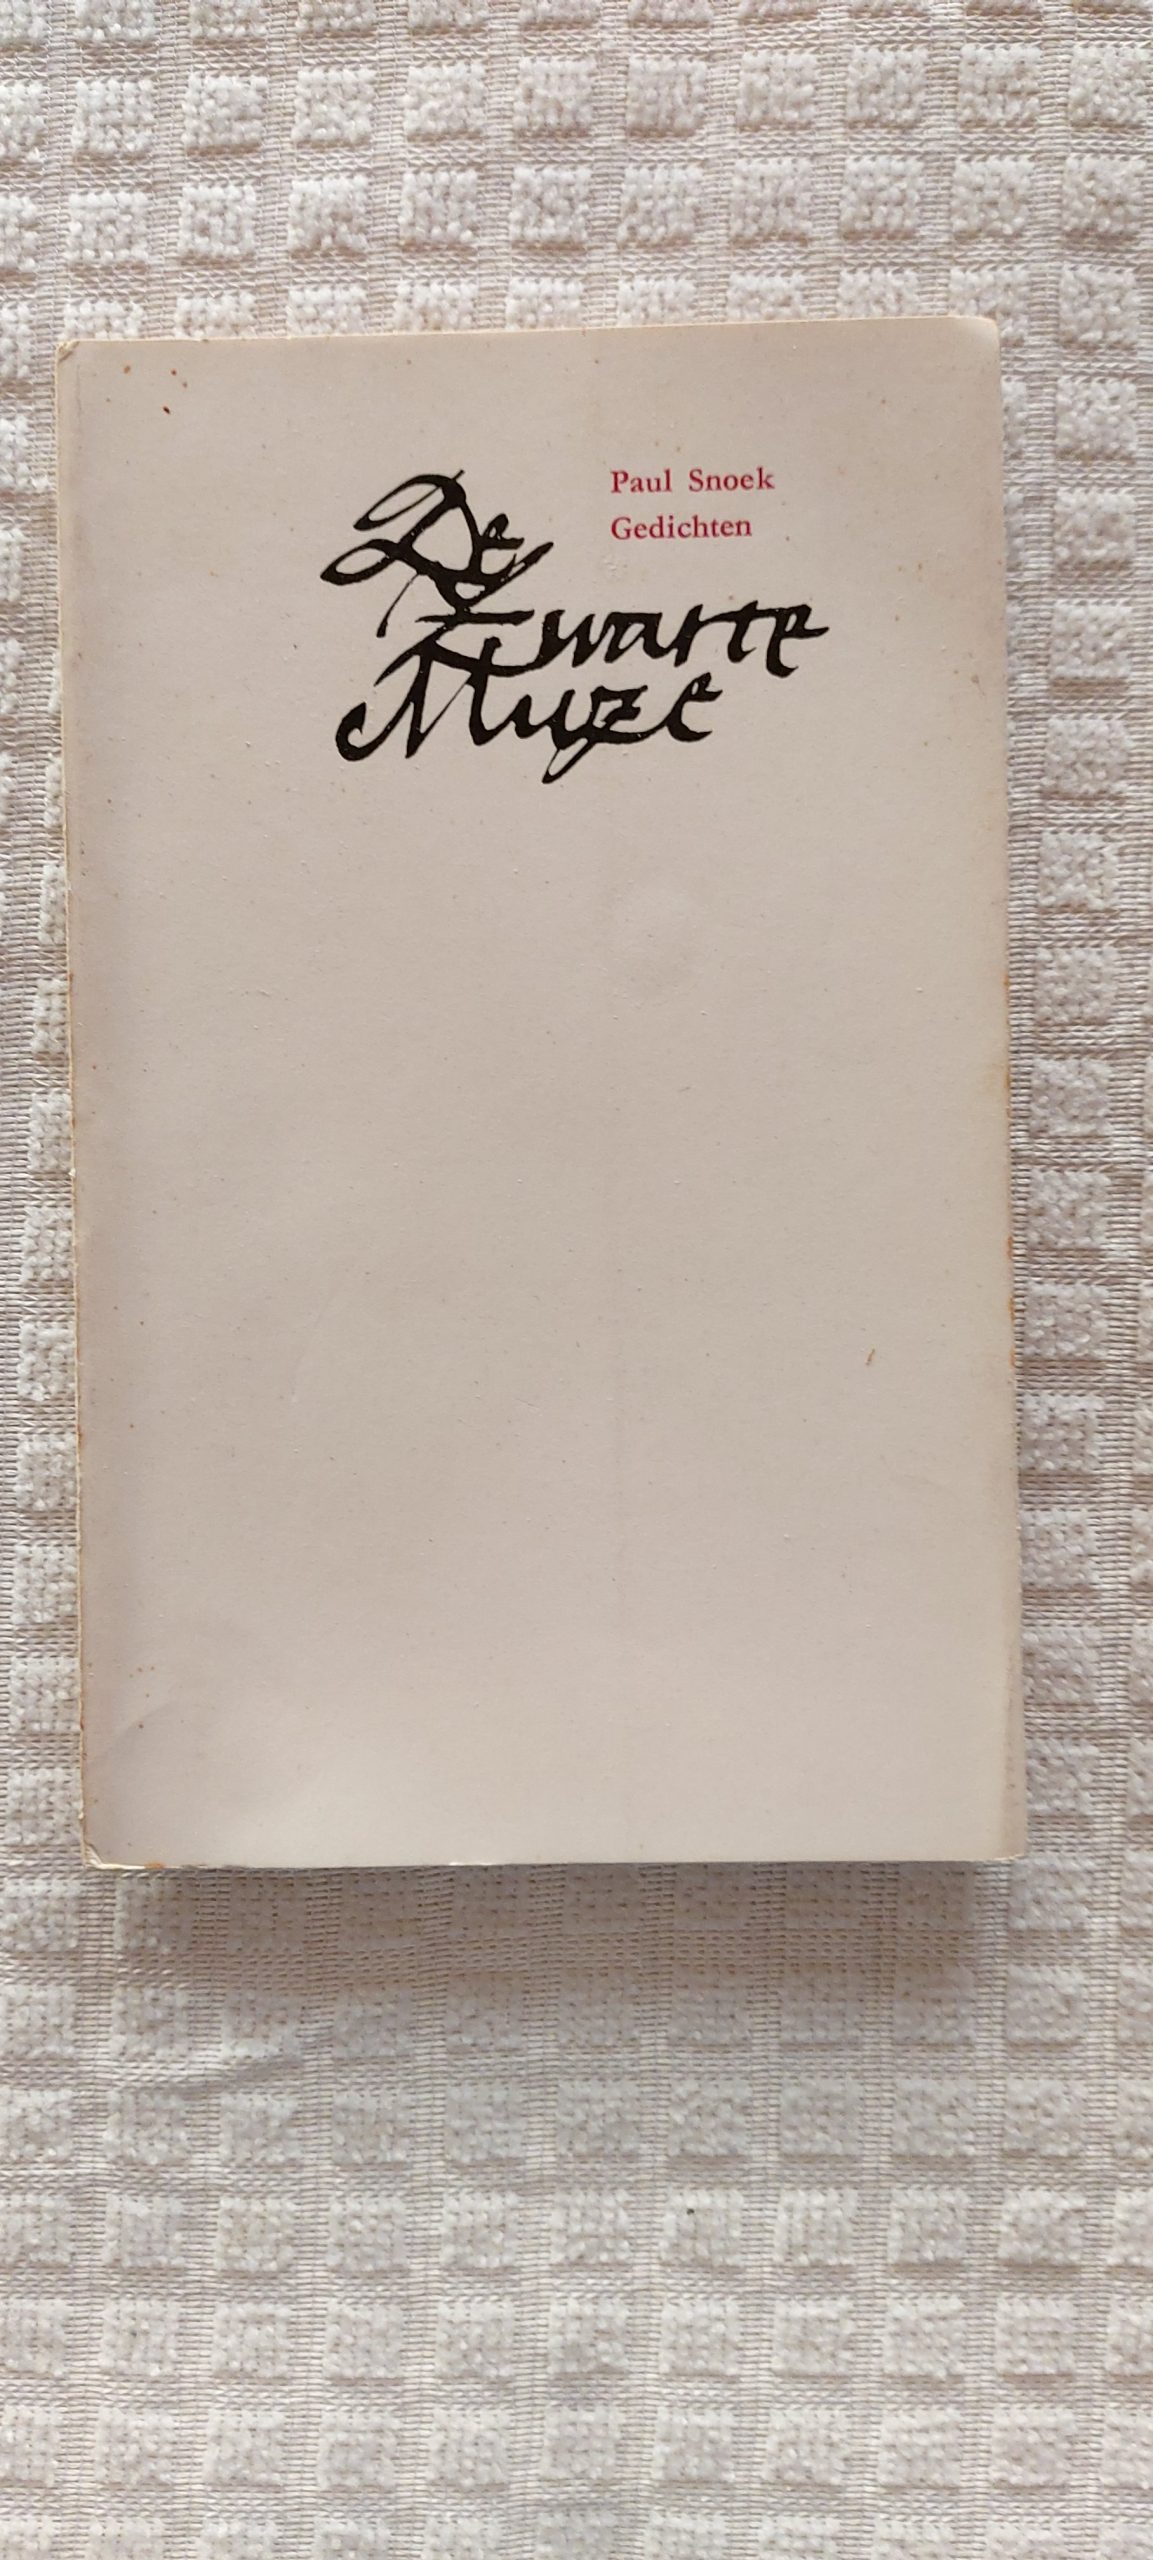 Paul Snoek
Gedichten
De
Zwarte
Muze